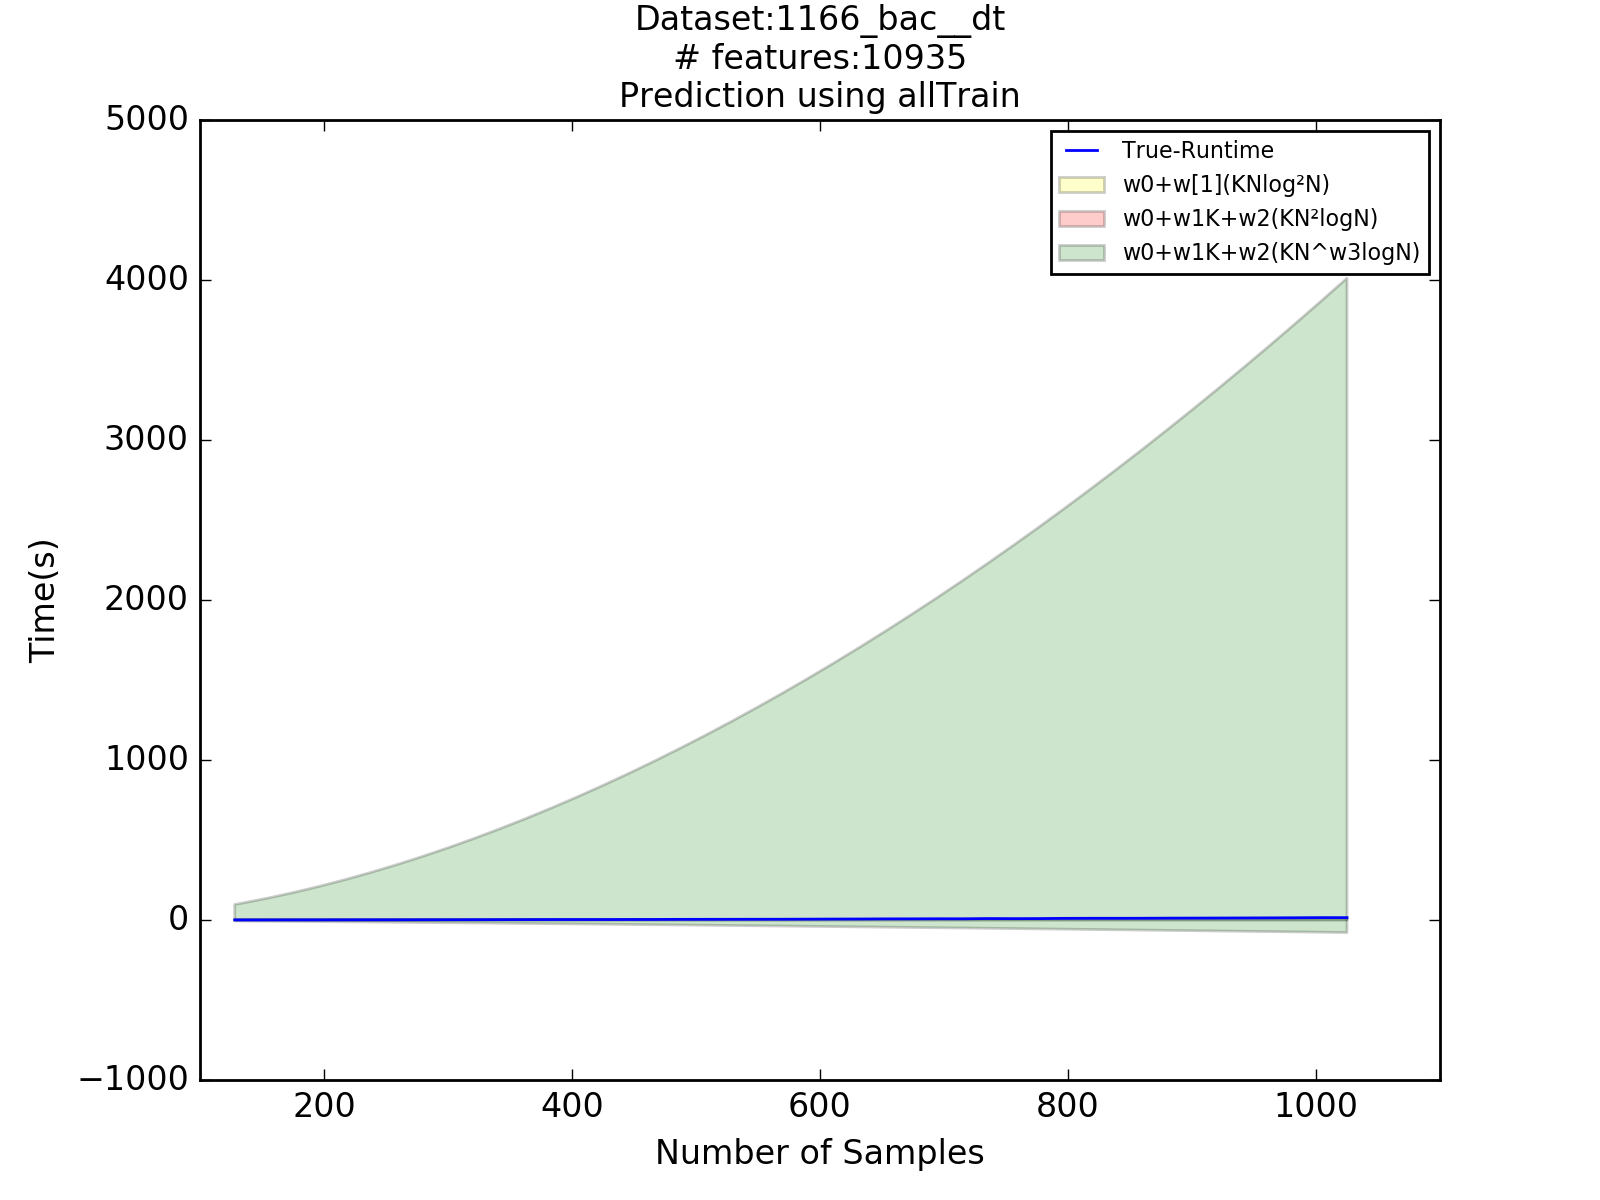 Dataset:1166_bac__dt
# features:10935
Prediction using allTrain
5000
4000
3000
2000
1000
0
−1000
Time(s)
True-Runtime
w0+w[1](KNlog²N)
w0+w1K+w2(KN²logN)
w0+w1K+w2(KN^w3logN)
200 400 600 800 1000
Number of Samples